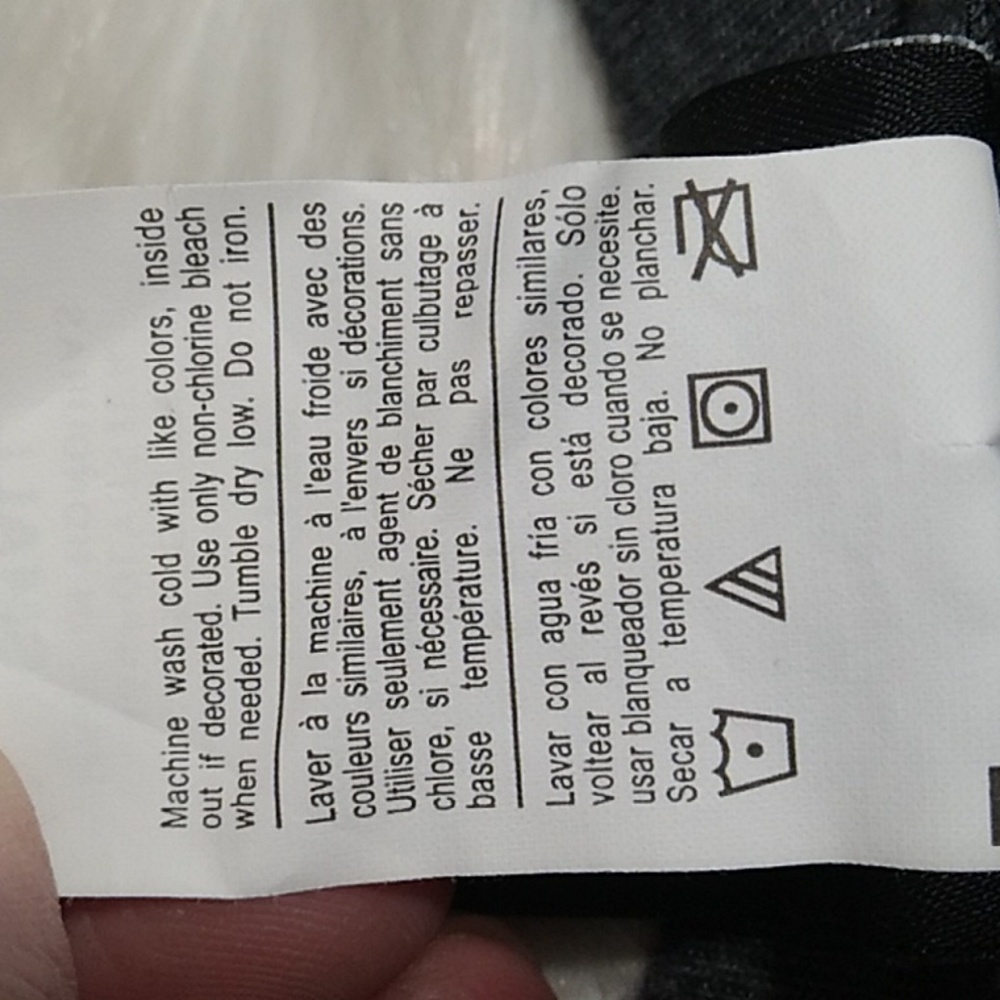 Machine wash cold with like colors, inside
out if decorated. Use only non-chlorine bleach
when needed. Tumble dry low. Do not iron.
Laver à la machine à l'eau froide avec des
couleurs similaires, à l'envers si décorations.
Utiliser seulement agent de blanchiment sans
chlore, si nécessaire. Sécher par culbutage à
basse température. Ne pas repasser.
Lavar con agua fría con colores similares,
voltear al revés si está decorado. Sólo
usar blanqueador sin cloro cuando se necesite.
Secar a temperatura baja. No planchar.